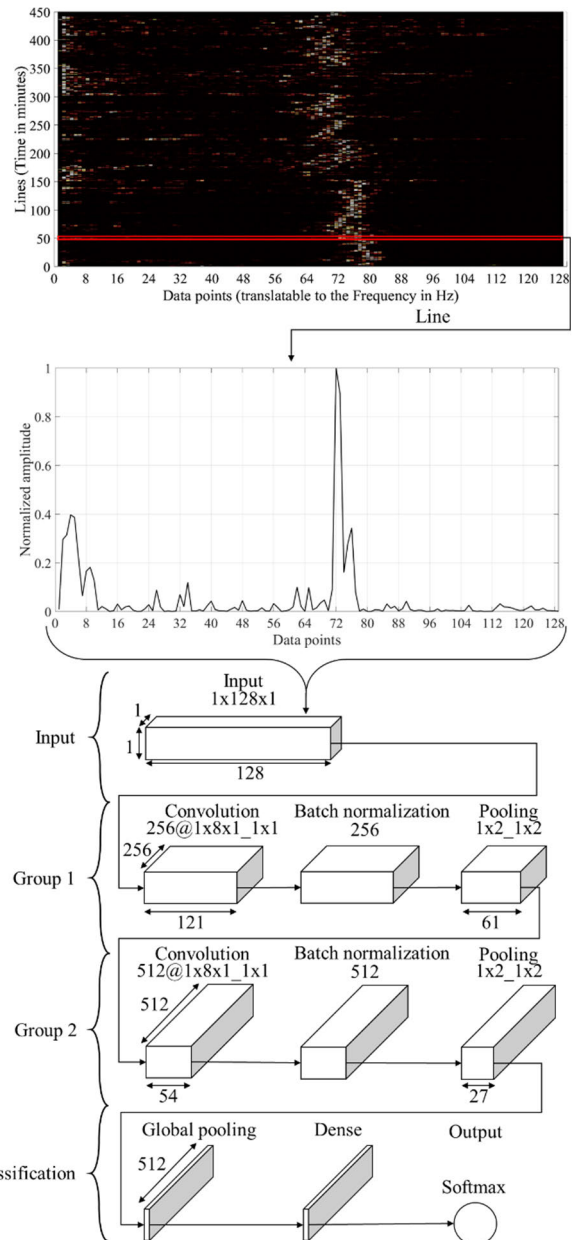 450
400
350
300
250
200
150
100
50
0
Lines (Time in minutes)
0 8 16 24 32 40 48 56 64 72 80 88 96 104 112 120 128
Data points (translatable to the Frequency in Hz)
Line
1
0.8
0.6
0.4
0.2
0
Normalized amplitude
0 8 16 24 32 40 48 56 64 72 80 88 96 104 112 120 128
Data points
Input
Input
1x128x1
1
1
128
Group 1
Convolution
256@1x8x1_1x1
256
121
Batch normalization
256
Pooling
1x2_1x2
61
Group 2
Convolution
512@1x8x1_1x1
512
54
Batch normalization
512
Pooling
1x2_1x2
27
ssification
Global pooling
512
Dense
Output
Softmax